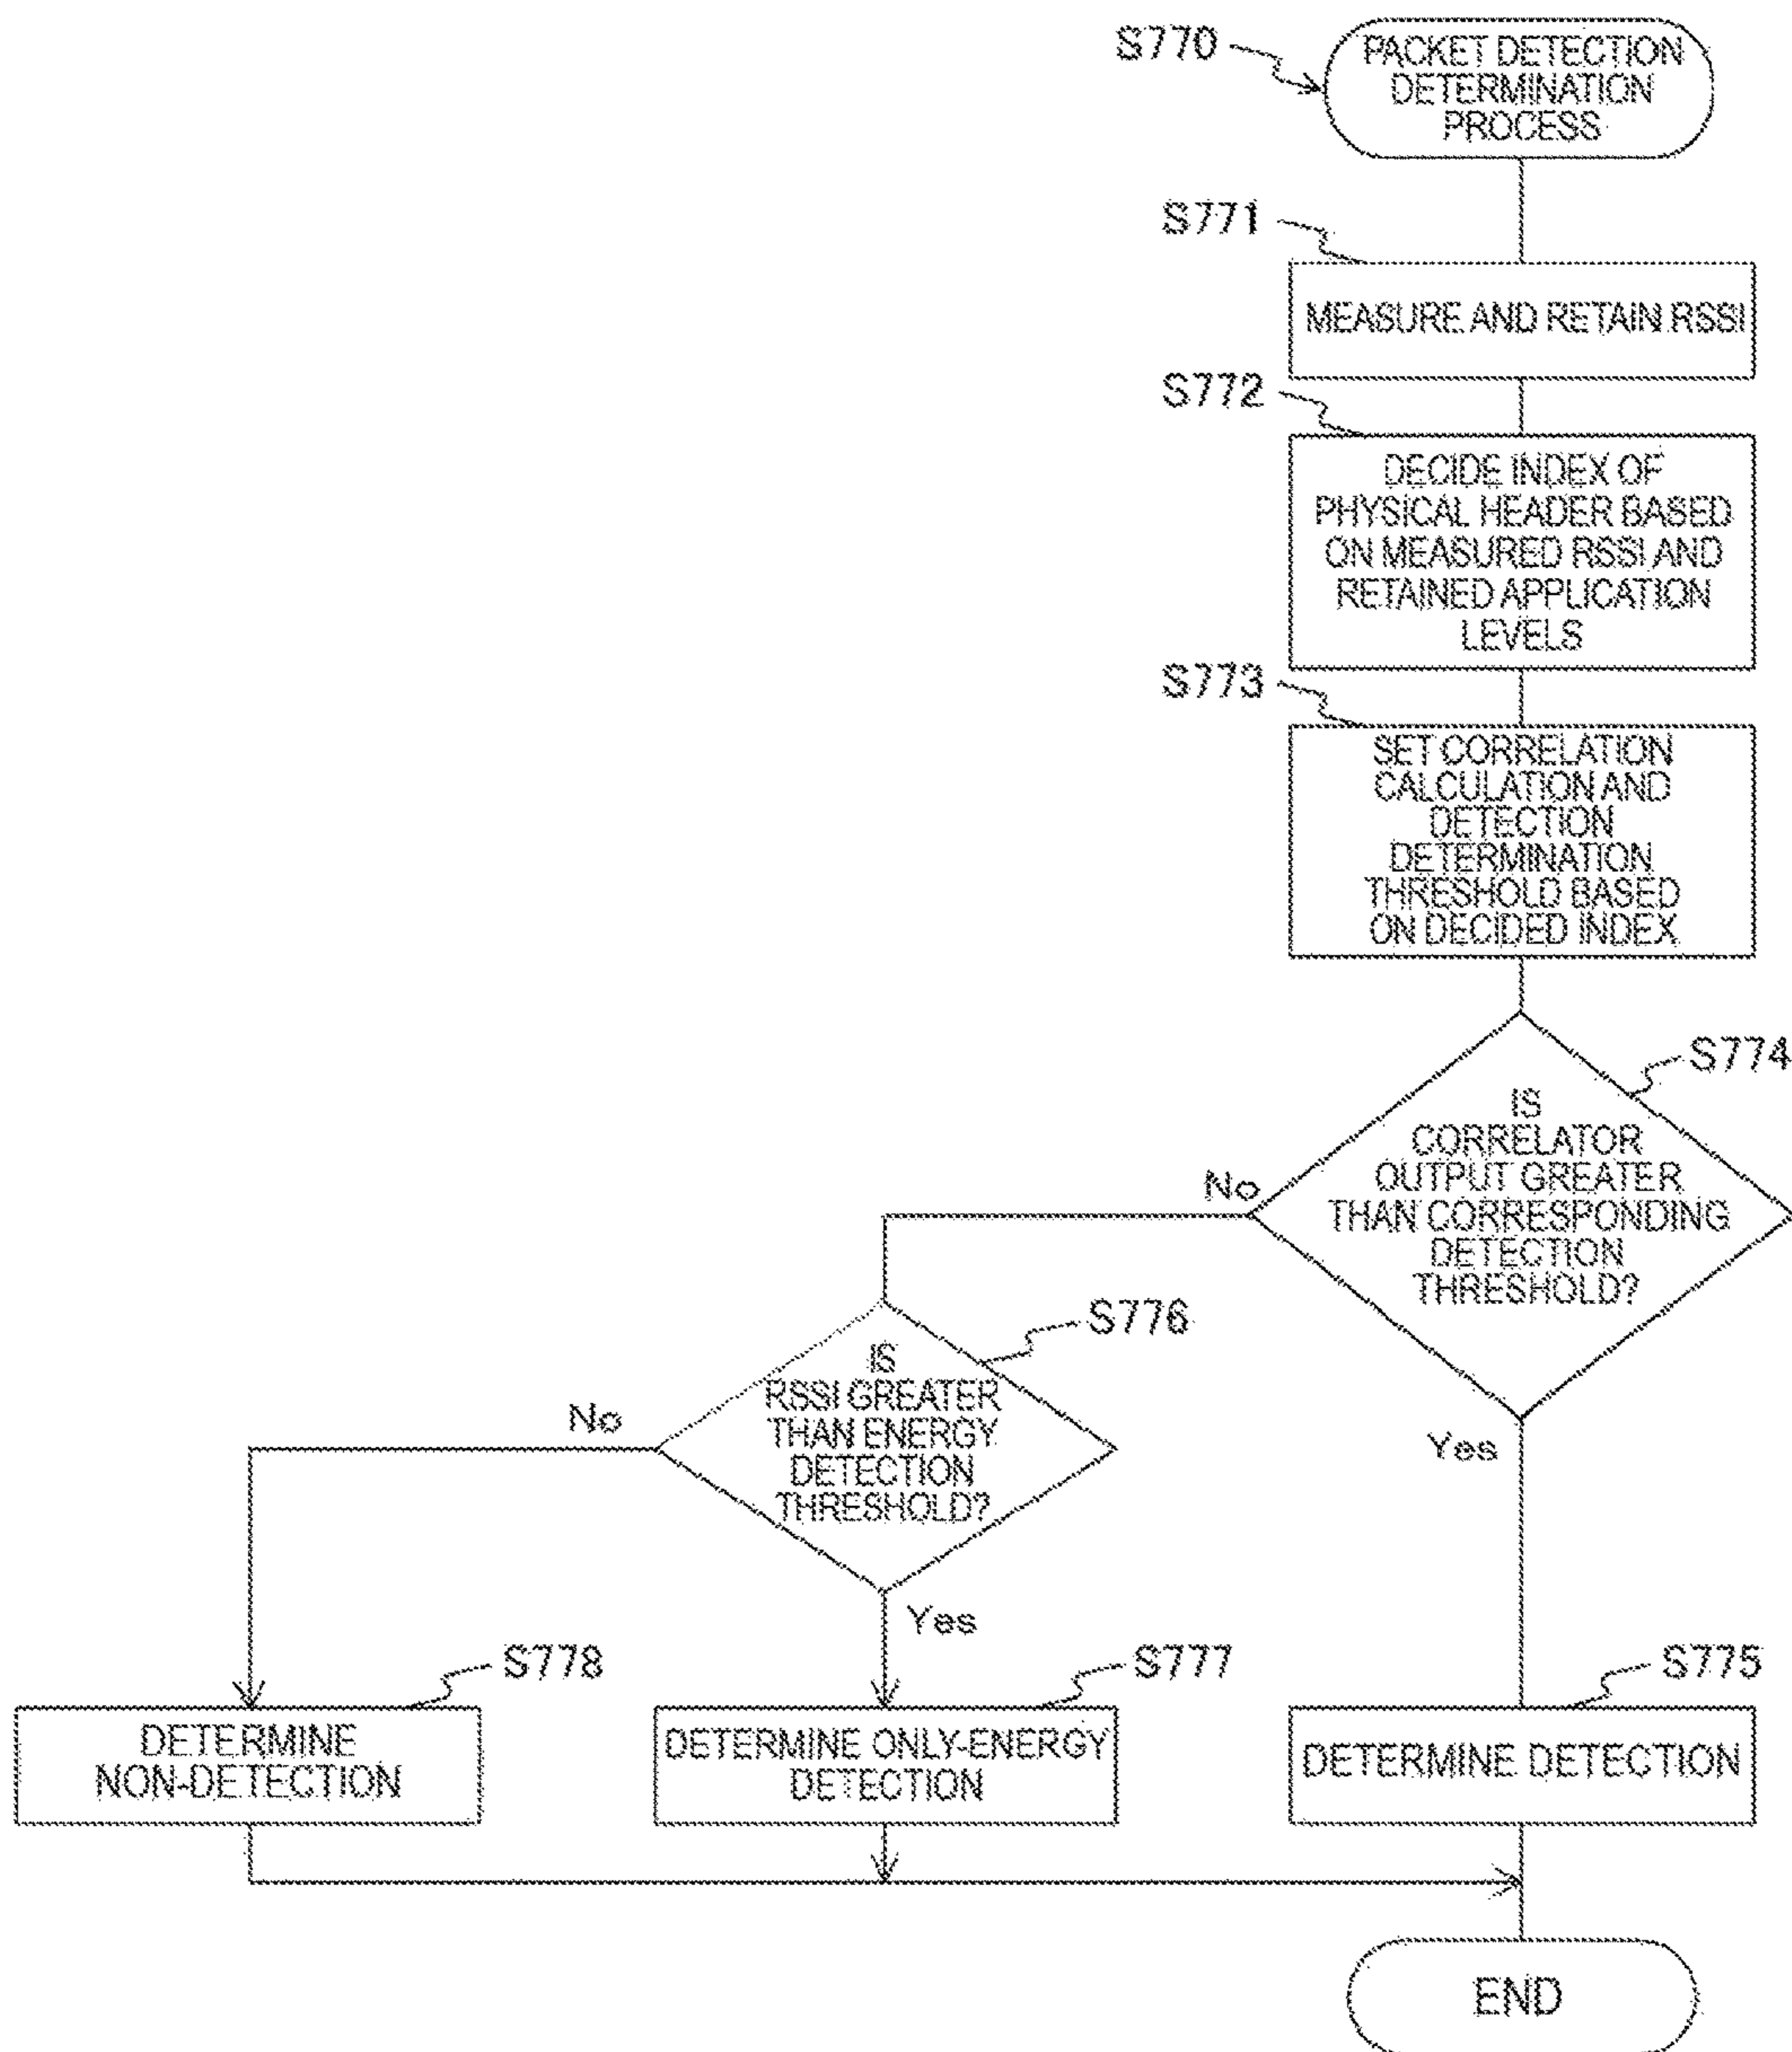 S770
PACKET DETECTION
DETERMINATION
PROCESS
S771
MEASURE AND RETAIN RSSI
S772
DECIDE INDEX OF
PHYSICAL HEADER BASED
ON MEASURED RSSI AND
RETAINED APPLICATION
LEVELS
S773
SET CORRELATION
CALCULATION AND
DETECTION
DETERMINATION
THRESHOLD BASED
ON DECIDED INDEX
S774
IS
CORRELATOR
OUTPUT GREATER
THAN CORRESPONDING
DETECTION
THRESHOLD?
No
Yes
S776
IS
RSSI GREATER
THAN ENERGY
DETECTION
THRESHOLD?
No
Yes
S778
DETERMINE
NON-DETECTION
S777
DETERMINE ONLY-ENERGY
DETECTION
S775
DETERMINE DETECTION
END